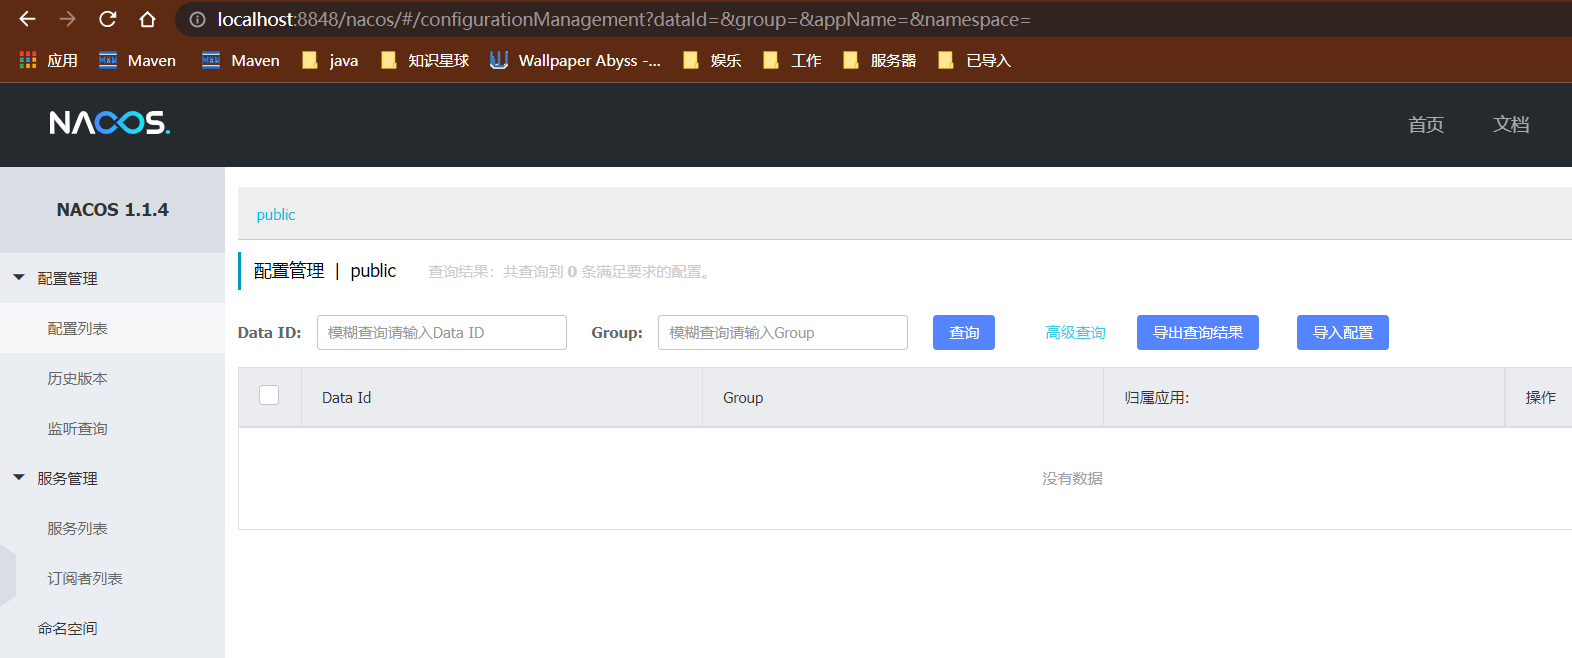 localhost:8848/nacos/#/configurationManagement?dataId=&group=&appName=&namespace=
应用 Maven Maven java 知识星球 Wallpaper Abyss -... 娱乐 工作 服务器 已导入
NACOS. 首页 文档
NACOS 1.1.4
配置管理
配置列表
历史版本
监听查询
服务管理
服务列表
订阅者列表
命名空间
public
配置管理 | public 查询结果：共查询到 0 条满足要求的配置。
Data ID: 模糊查询请输入Data ID Group: 模糊查询请输入Group 查询 高级查询 导出查询结果 导入配置
Data Id Group 归属应用: 操作
没有数据